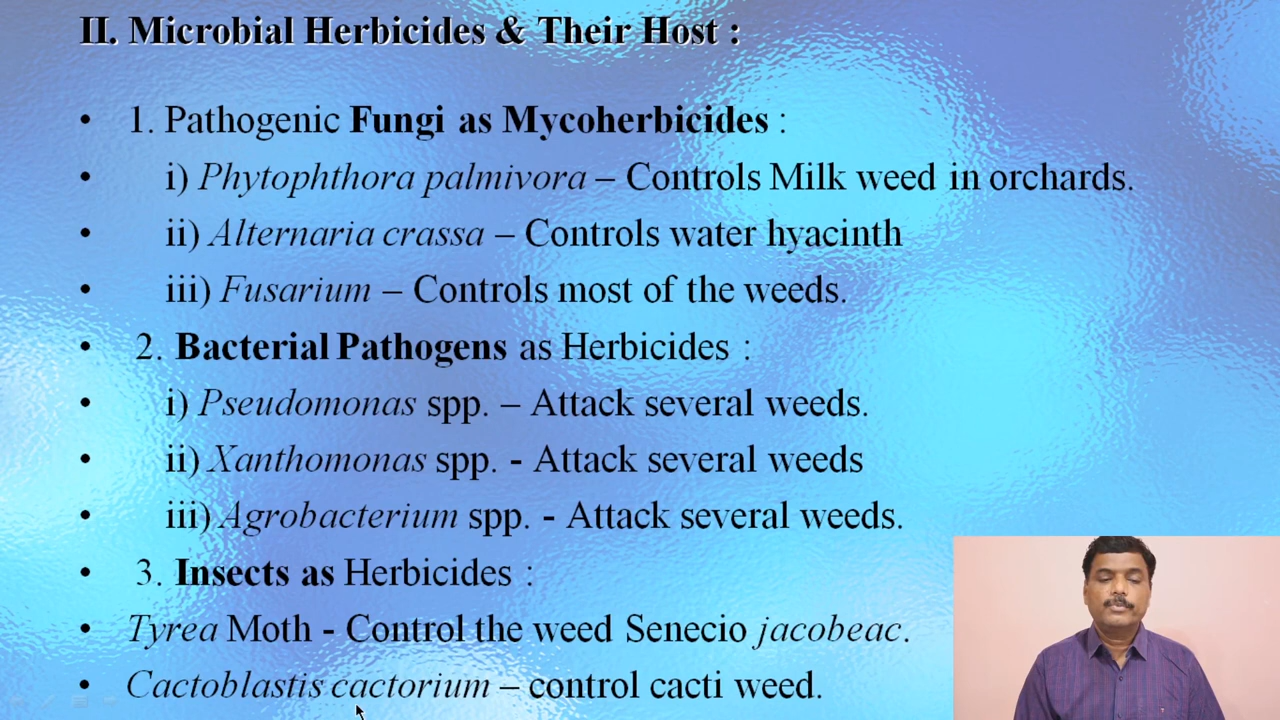 II. Microbial Herbicides & Their Host :
• 1. Pathogenic Fungi as Mycoherbicides :
• i) Phytophthora palmivora – Controls Milk weed in orchards.
• ii) Alternaria crassa – Controls water hyacinth
• iii) Fusarium – Controls most of the weeds.
• 2. Bacterial Pathogens as Herbicides :
• i) Pseudomonas spp. – Attack several weeds.
• ii) Xanthomonas spp. - Attack several weeds
• iii) Agrobacterium spp. - Attack several weeds.
• 3. Insects as Herbicides :
• Tyrea Moth - Control the weed Senecio jacobeac.
• Cactoblastis cactorium – control cacti weed.